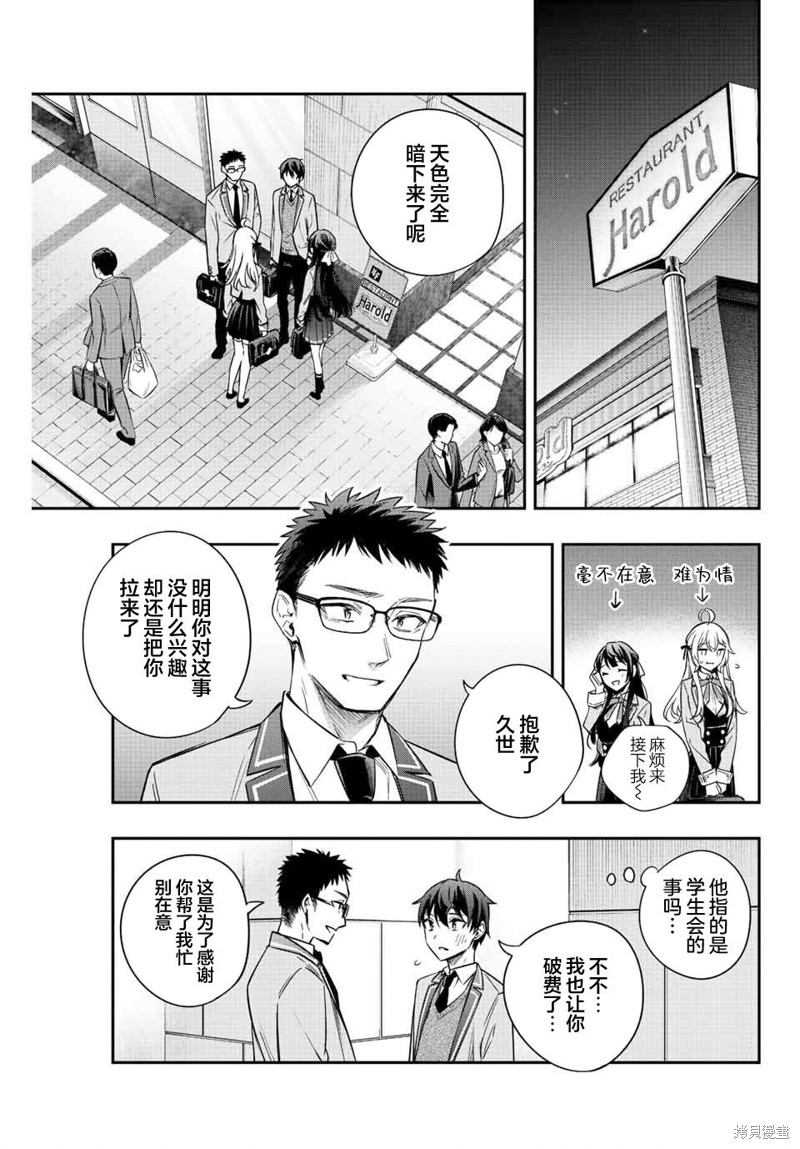 RESTAURANT
Harold
天色完全
暗下来了呢
RESTAURANT
Harold
难为情
毫不在意
麻烦来
接下我~
抱歉了
久世
明明你对这事
没什么兴趣
却还是把你
拉来了
他指的是
学生会的
事吗…
不不…
我也让你
破费了…
这是为了感谢
你帮了我忙
别在意
拷貝漫畫